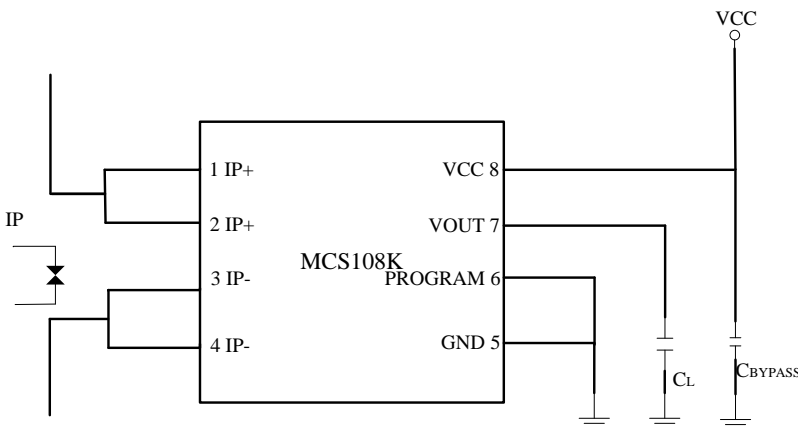 VCC
1 IP+
VCC 8
IP
2 IP+
VOUT 7
MCS108K
3 IP-
PROGRAM 6
4 IP-
GND 5
CL
CBYPASS